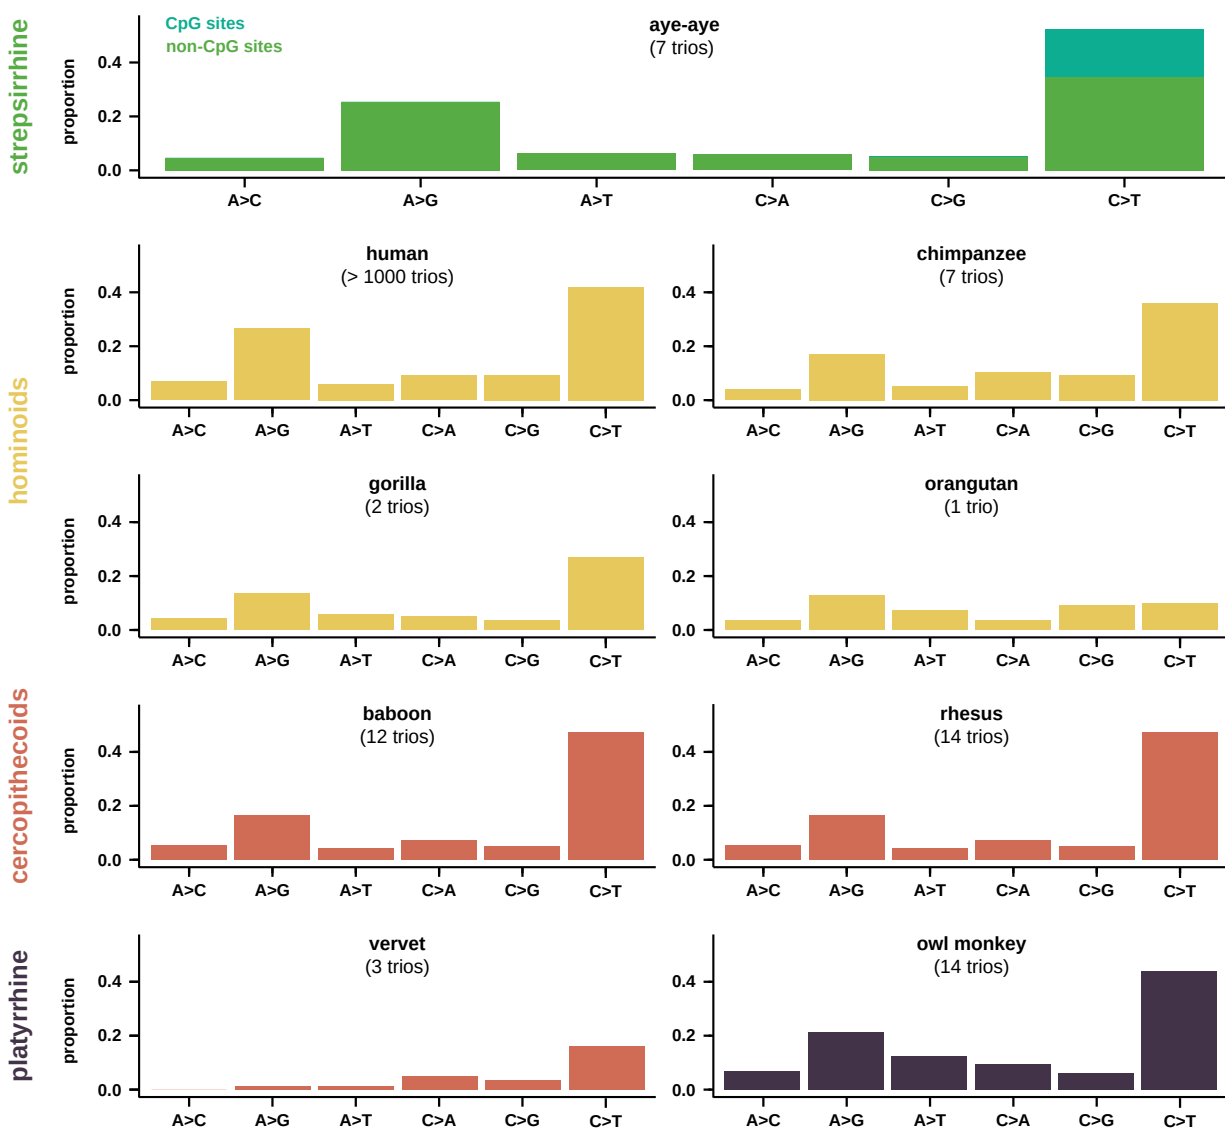 strepsirrhine
CpG sites
non-CpG sites
aye-aye
(7 trios)
proportion
0.4
0.2
0.0
A>C
A>G
A>T
C>A
C>G
C>T
hominoids
human
(> 1000 trios)
proportion
0.4
0.2
0.0
A>C
A>G
A>T
C>A
C>G
C>T
chimpanzee
(7 trios)
0.4
0.2
0.0
A>C
A>G
A>T
C>A
C>G
C>T
gorilla
(2 trios)
proportion
0.4
0.2
0.0
A>C
A>G
A>T
C>A
C>G
C>T
orangutan
(1 trio)
0.4
0.2
0.0
A>C
A>G
A>T
C>A
C>G
C>T
cercopithecoids
baboon
(12 trios)
proportion
0.4
0.2
0.0
A>C
A>G
A>T
C>A
C>G
C>T
rhesus
(14 trios)
0.4
0.2
0.0
A>C
A>G
A>T
C>A
C>G
C>T
platyrrhine
vervet
(3 trios)
proportion
0.4
0.2
0.0
A>C
A>G
A>T
C>A
C>G
C>T
owl monkey
(14 trios)
0.4
0.2
0.0
A>C
A>G
A>T
C>A
C>G
C>T